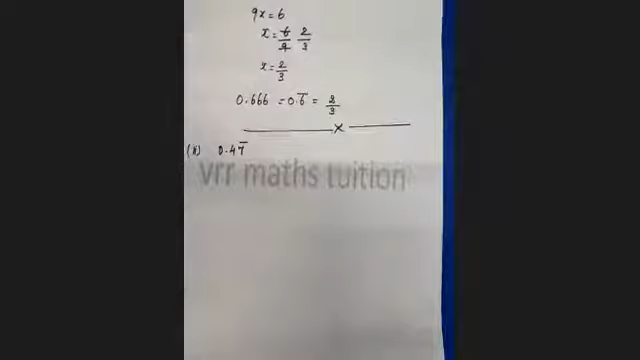 9x = 6
x = 6/9 2/3
x = 2/3
0.666 = 0.6̅ = 2/3
x
(ii) 0.47̅
vrr maths tuition